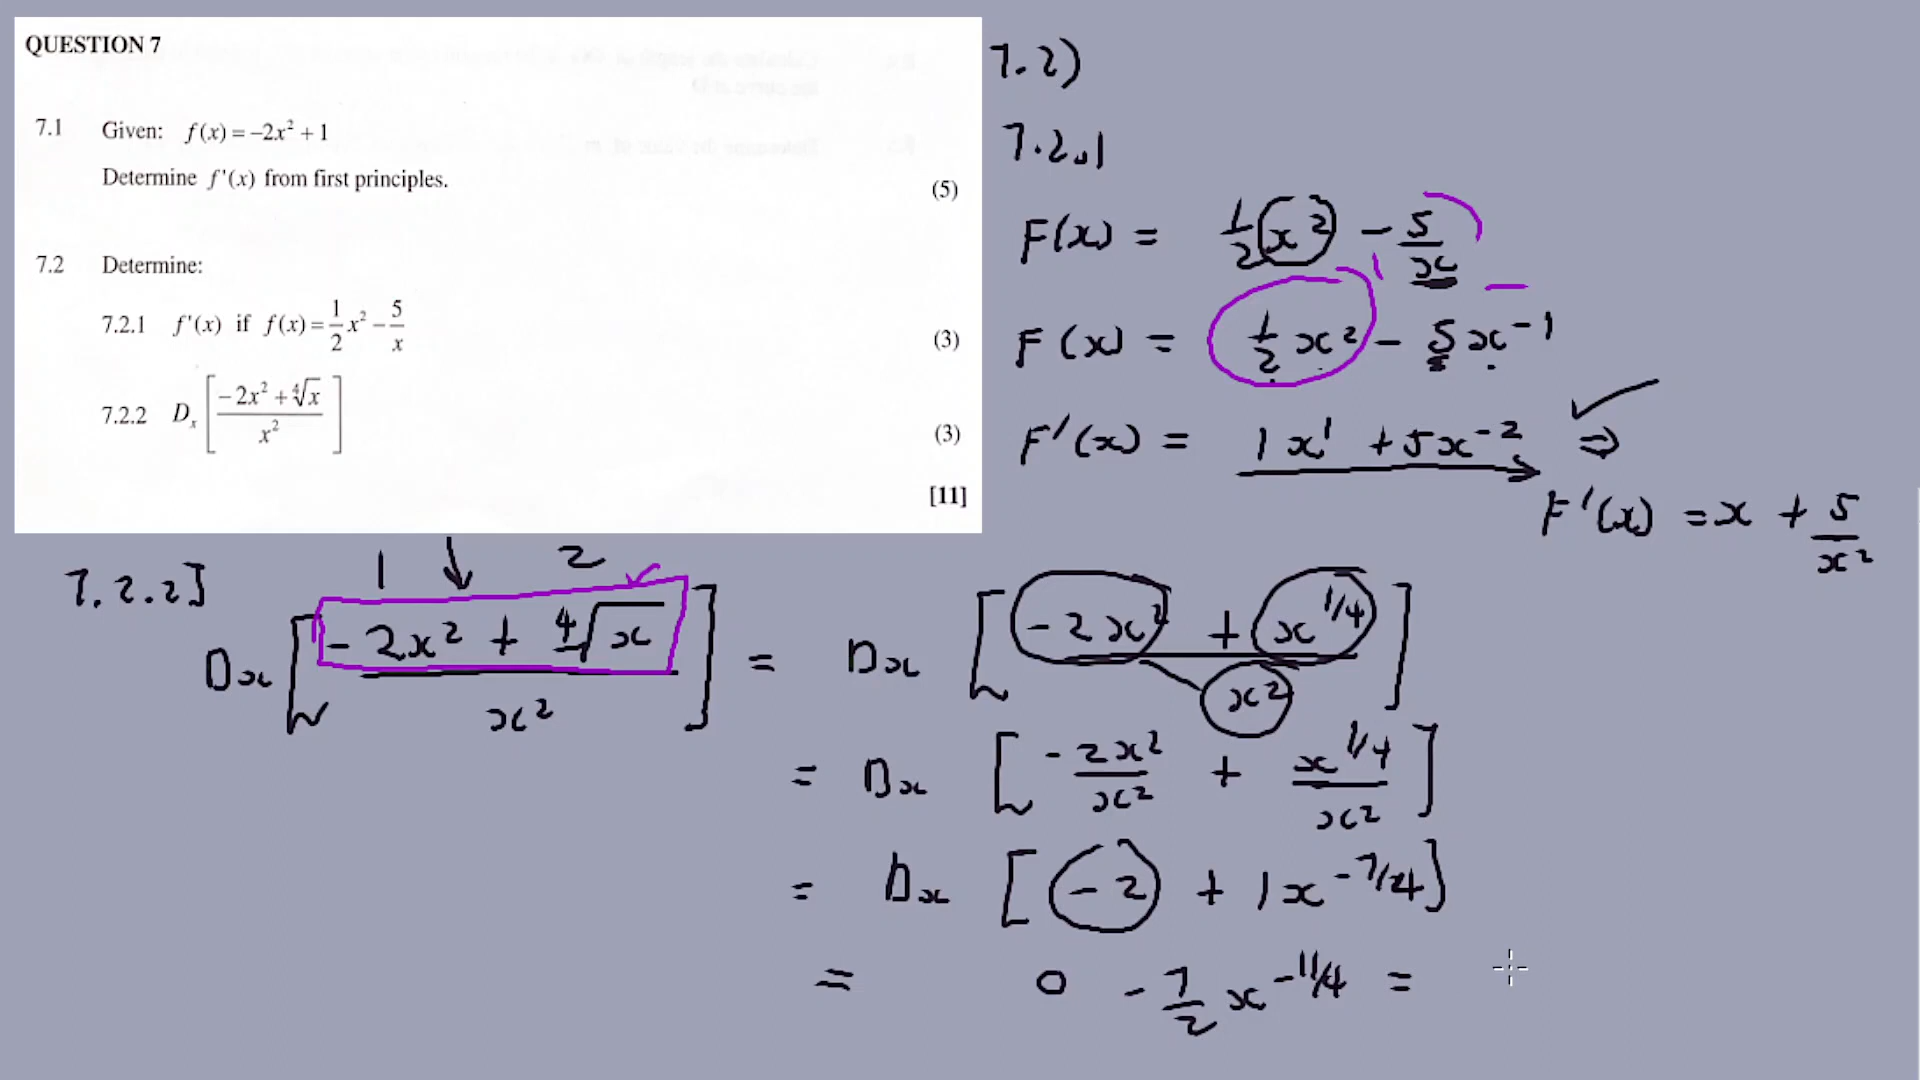 QUESTION 7
7.1 Given: f(x) = –2x² + 1
Determine f'(x) from first principles. (5)
7.2 Determine:
7.2.1 f'(x) if f(x) = 1/2 x² – 5/x (3)
7.2.2 Dₓ [(–2x² + ⁴√x)/x²] (3)
[11]
7.2)
7.2.1
F(x) = 1/2 x² – 5/x
F(x) = 1/2 x² – 5x⁻¹
F'(x) = 1x¹ + 5x⁻² ⇒
F'(x) = x + 5/x²
7.2.2]
1 2
Dx [(–2x² + ⁴√x)/x²] = Dx [(–2x² + x^1/4)/x²]
= Dx [–2x²/x² + x^1/4/x²]
= Dx [–2 + 1x^–7/4]
= 0 – 7/2 x^–11/4 =